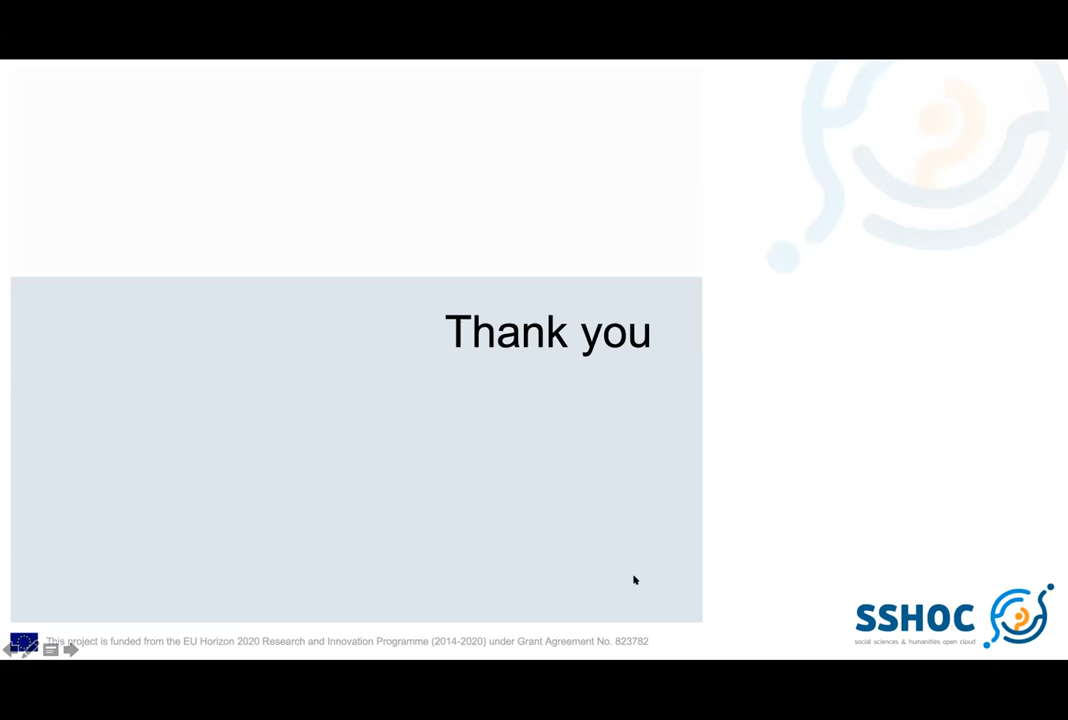 Thank you
This project is funded from the EU Horizon 2020 Research and Innovation Programme (2014-2020) under Grant Agreement No. 823782
SSHOC
social sciences & humanities open cloud